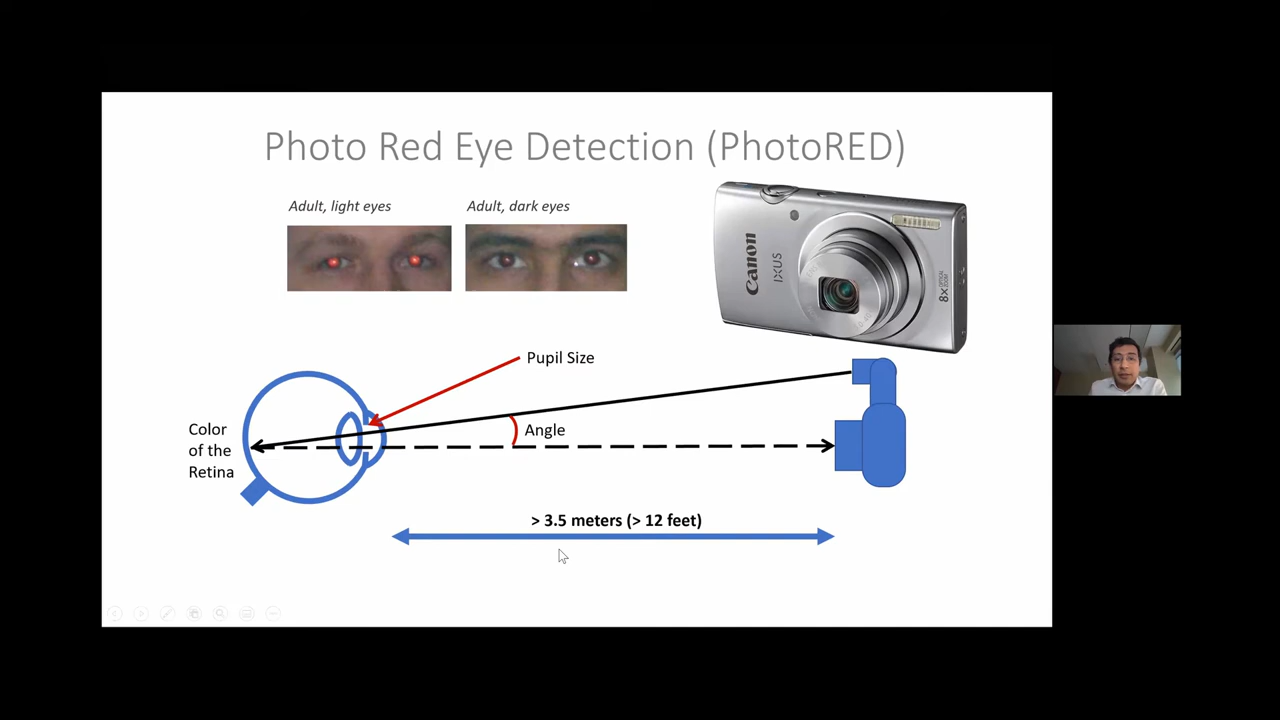 Photo Red Eye Detection (PhotoRED)
Adult, light eyes
Adult, dark eyes
Canon
IXUS
8x
Pupil Size
Color
of the
Retina
Angle
> 3.5 meters (> 12 feet)